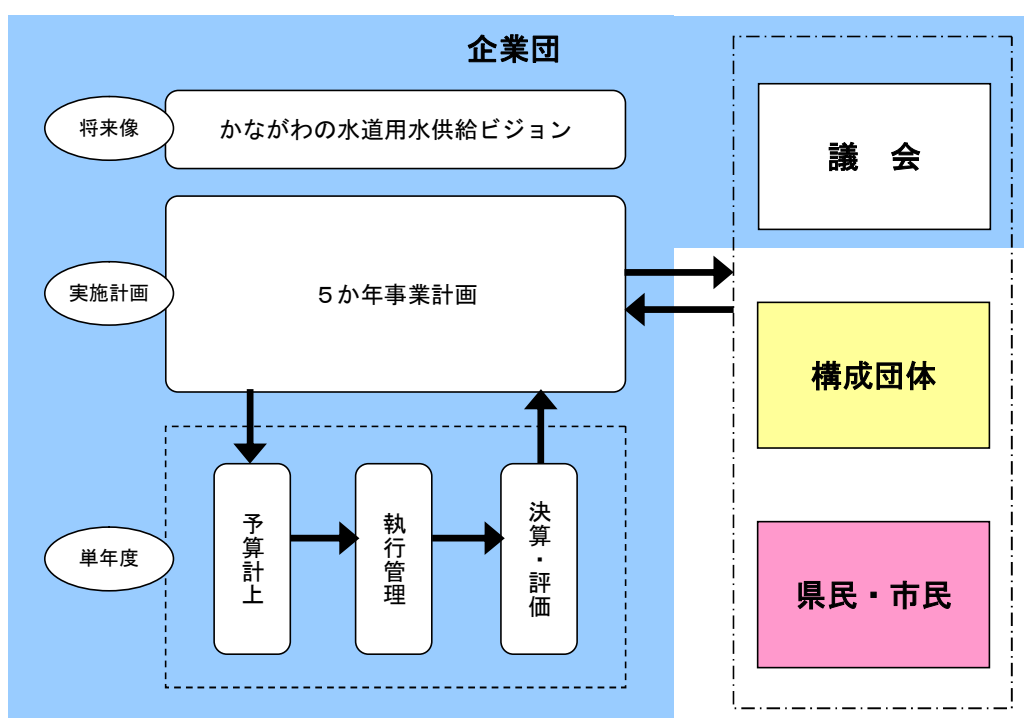 企業団
将来像
かながわの水道用水供給ビジョン
議　会
実施計画
５か年事業計画
構成団体
単年度
予算計上
執行管理
決算・評価
県民・市民